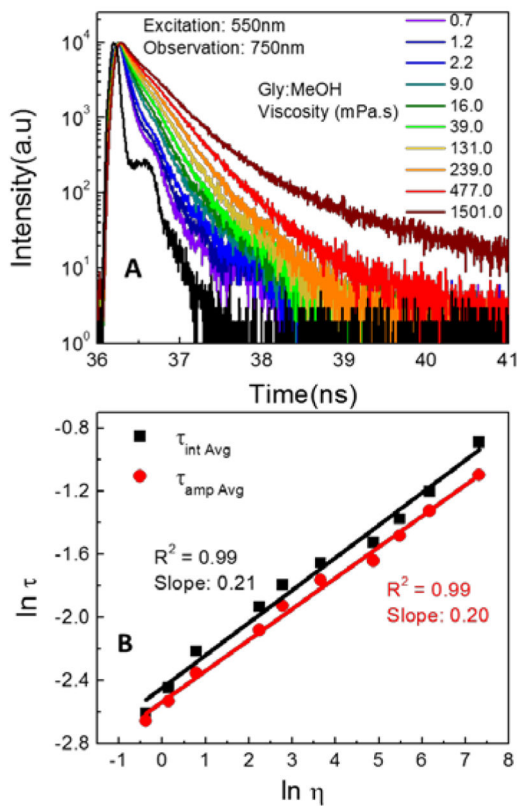 Excitation: 550nm
Observation: 750nm
Gly:MeOH
Viscosity (mPa.s)
0.7
1.2
2.2
9.0
16.0
39.0
131.0
239.0
477.0
1501.0
Intensity(a.u)
10⁴
10³
10²
10¹
10⁰
A
36 37 38 39 40 41
Time(ns)
τint Avg
τamp Avg
R² = 0.99
Slope: 0.21
R² = 0.99
Slope: 0.20
B
ln τ
-0.8
-1.2
-1.6
-2.0
-2.4
-2.8
-1 0 1 2 3 4 5 6 7 8
ln η